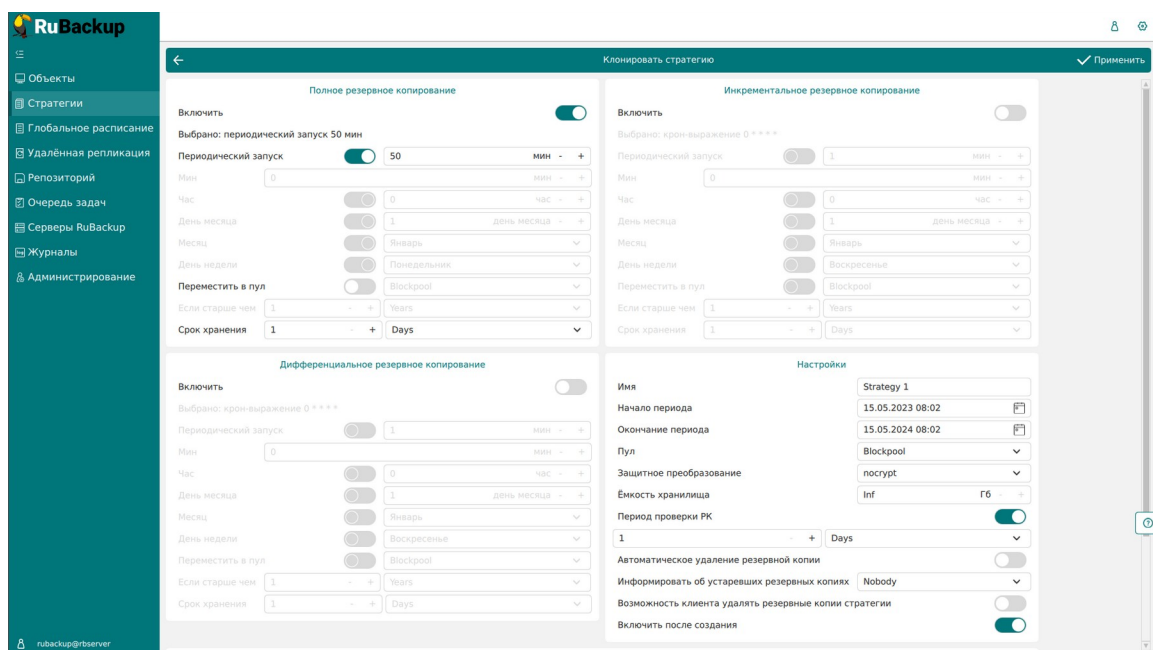 RuBackup
Объекты
Стратегии
Глобальное расписание
Удалённая репликация
Репозиторий
Очередь задач
Серверы RuBackup
Журналы
Администрирование
rubackup@rbserver
Клонировать стратегию
Применить
Полное резервное копирование
Включить
Выбрано: периодический запуск 50 мин
Периодический запуск 50 мин - +
Мин 0 мин - +
Час 0 час - +
День месяца 1 день месяца - +
Месяц Январь
День недели Понедельник
Переместить в пул Blockpool
Если старше чем 1 - + Years
Срок хранения 1 - + Days
Инкрементальное резервное копирование
Включить
Выбрано: крон-выражение 0 * * * *
Периодический запуск 1 мин - +
Мин 0 мин - +
Час 0 час - +
День месяца 1 день месяца - +
Месяц Январь
День недели Воскресенье
Переместить в пул Blockpool
Если старше чем 1 - + Years
Срок хранения 1 - + Days
Дифференциальное резервное копирование
Включить
Выбрано: крон-выражение 0 * * * *
Периодический запуск 1 мин - +
Мин 0 мин - +
Час 0 час - +
День месяца 1 день месяца - +
Месяц Январь
День недели Воскресенье
Переместить в пул Blockpool
Если старше чем 1 - + Years
Срок хранения 1 - + Days
Настройки
Имя Strategy 1
Начало периода 15.05.2023 08:02
Окончание периода 15.05.2024 08:02
Пул Blockpool
Защитное преобразование nocrypt
Ёмкость хранилища Inf Гб - +
Период проверки РК
1 - + Days
Автоматическое удаление резервной копии
Информировать об устаревших резервных копиях Nobody
Возможность клиента удалять резервные копии стратегии
Включить после создания